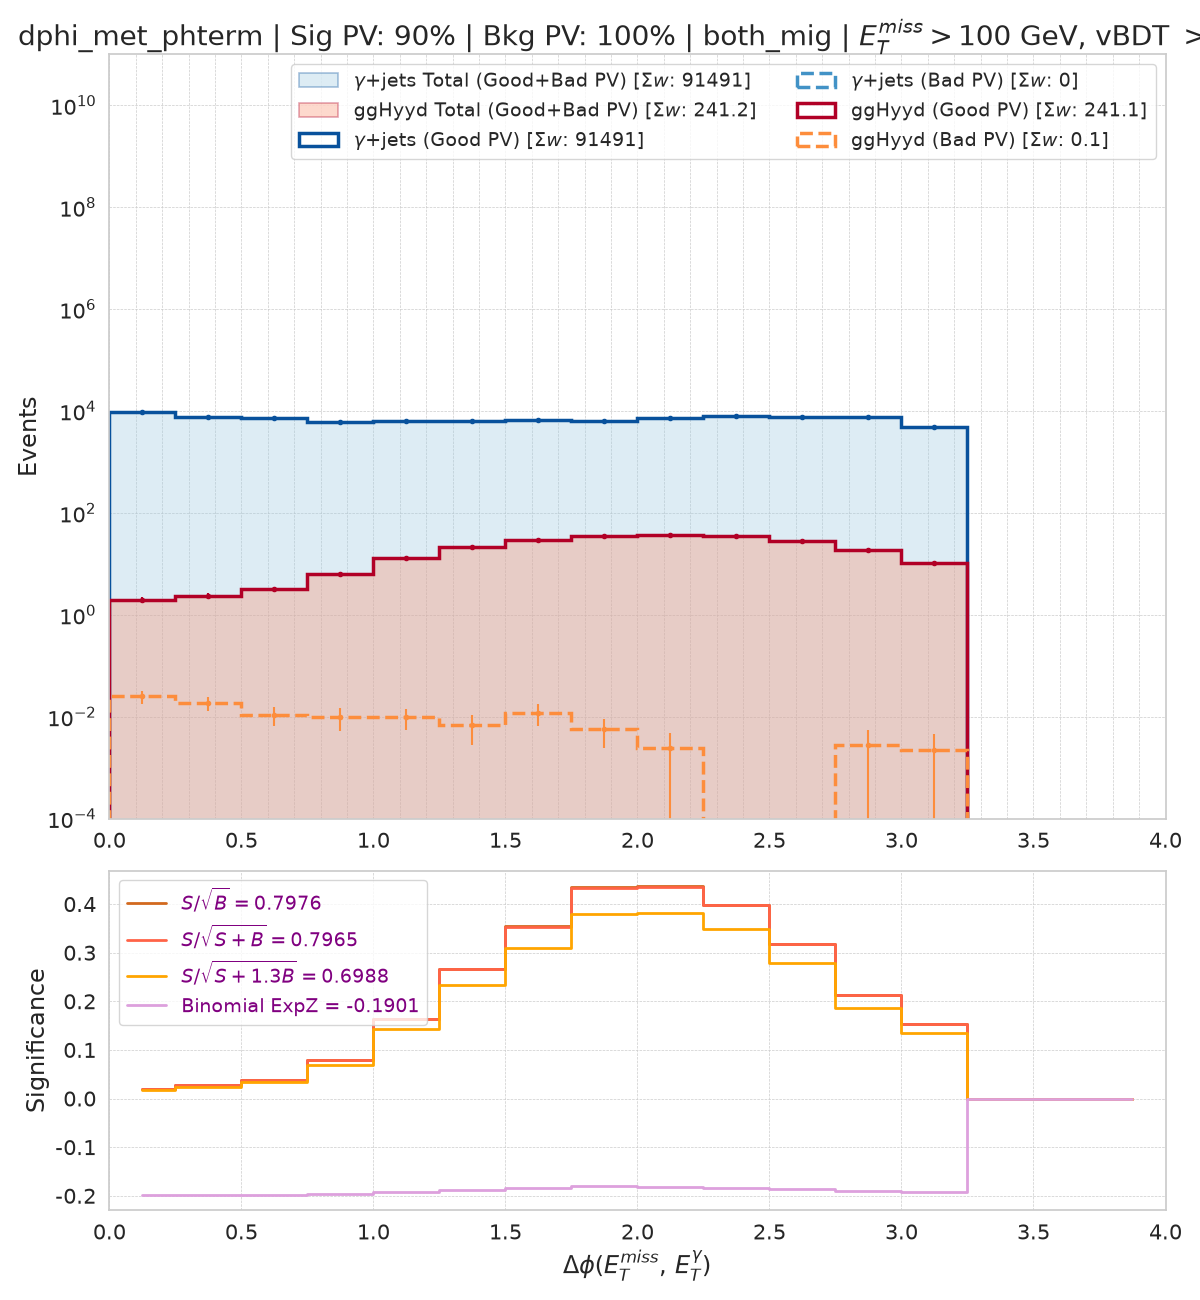 dphi_met_phterm | Sig PV: 90% | Bkg PV: 100% | both_mig | $E_T^{miss} > 100$ GeV, vBDT >
γ+jets Total (Good+Bad PV) [Σw: 91491]
ggHyyd Total (Good+Bad PV) [Σw: 241.2]
γ+jets (Good PV) [Σw: 91491]
γ+jets (Bad PV) [Σw: 0]
ggHyyd (Good PV) [Σw: 241.1]
ggHyyd (Bad PV) [Σw: 0.1]
Events
$10^{10}$
$10^8$
$10^6$
$10^4$
$10^2$
$10^0$
$10^{-2}$
$10^{-4}$
0.0 0.5 1.0 1.5 2.0 2.5 3.0 3.5 4.0
$S/\sqrt{B} = 0.7976$
$S/\sqrt{S + B} = 0.7965$
$S/\sqrt{S + 1.3B} = 0.6988$
Binomial ExpZ = -0.1901
Significance
0.4
0.3
0.2
0.1
0.0
-0.1
-0.2
0.0 0.5 1.0 1.5 2.0 2.5 3.0 3.5 4.0
$\Delta\phi(E_T^{miss}, E_T^{\gamma})$